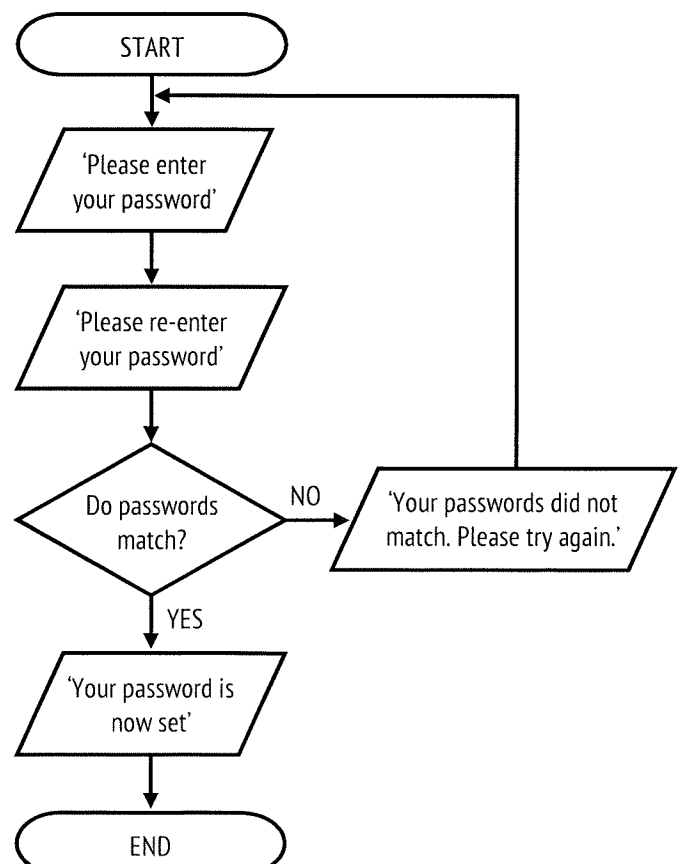 START
‘Please enter
your password’
‘Please re-enter
your password’
Do passwords
match?
NO
‘Your passwords did not
match. Please try again.’
YES
‘Your password is
now set’
END